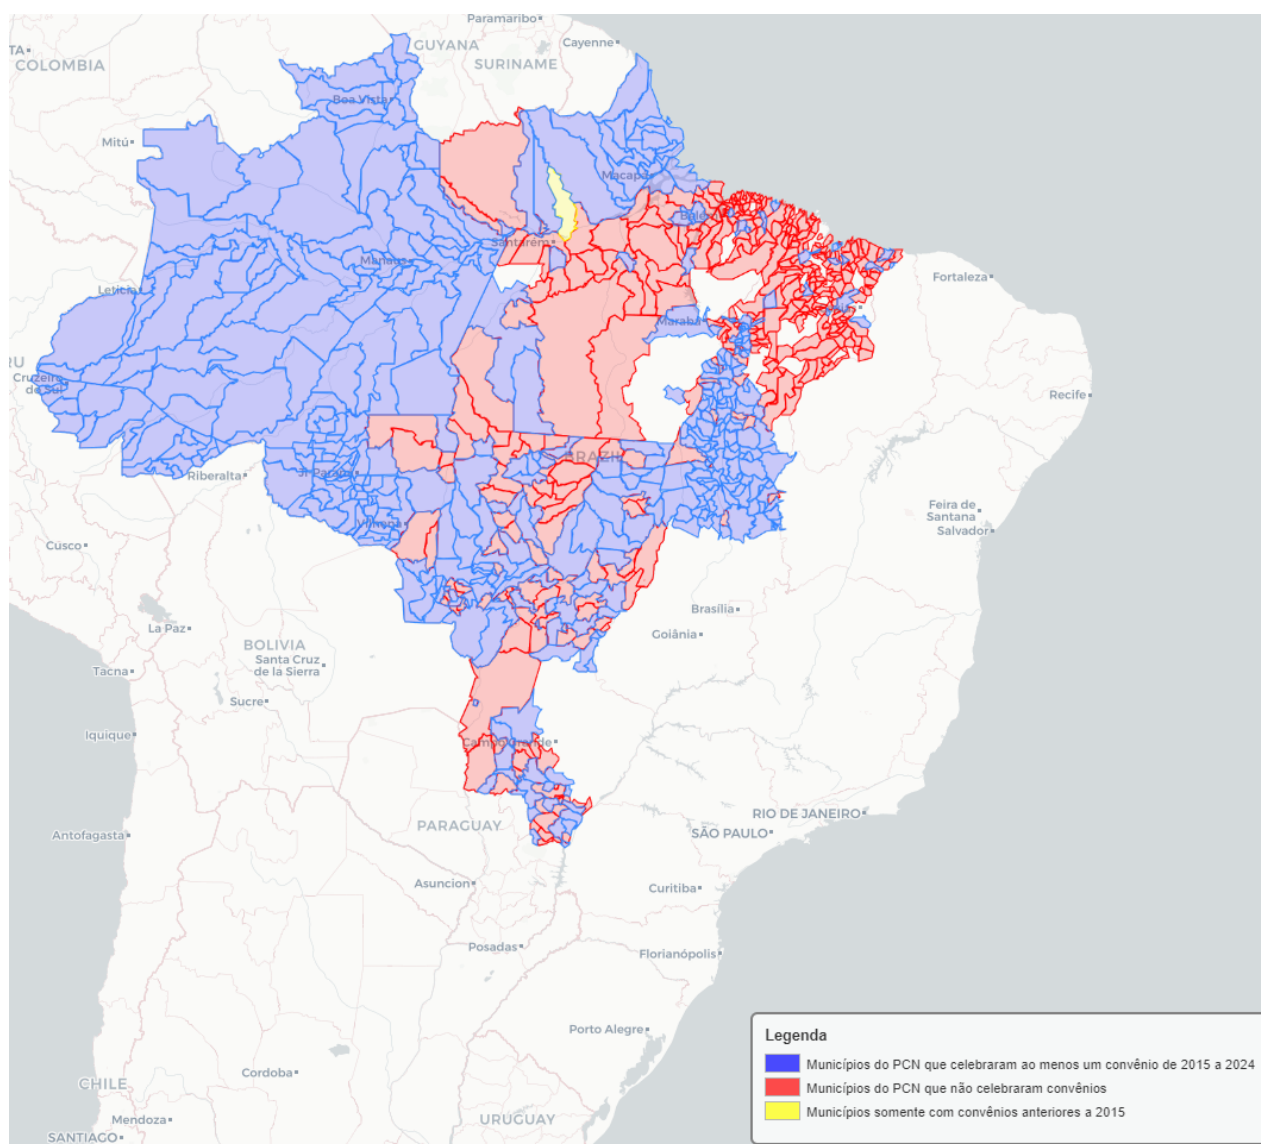 Paramaribo
GUYANA
Cayenne
TA
COLOMBIA
SURINAME
Boa Vista
Mitú
Macapá
Santarém
Manaus
Leticia
Fortaleza
Marabá
RU
Cruzeiro
do Sul
Recife
BRAZIL
Riberalta
Ji-Paraná
Feira de
Santana
Salvador
Vilhena
Cusco
Brasília
La Paz
Goiânia
BOLIVIA
Santa Cruz
de la Sierra
Tacna
Sucre
Iquique
Campo Grande
RIO DE JANEIRO
PARAGUAY
SÃO PAULO
Antofagasta
Asuncion
Curitiba
Posadas
Florianópolis
Porto Alegre
Cordoba
CHILE
Mendoza
URUGUAY
SANTIAGO
Legenda
Municípios do PCN que celebraram ao menos um convênio de 2015 a 2024
Municípios do PCN que não celebraram convênios
Municípios somente com convênios anteriores a 2015